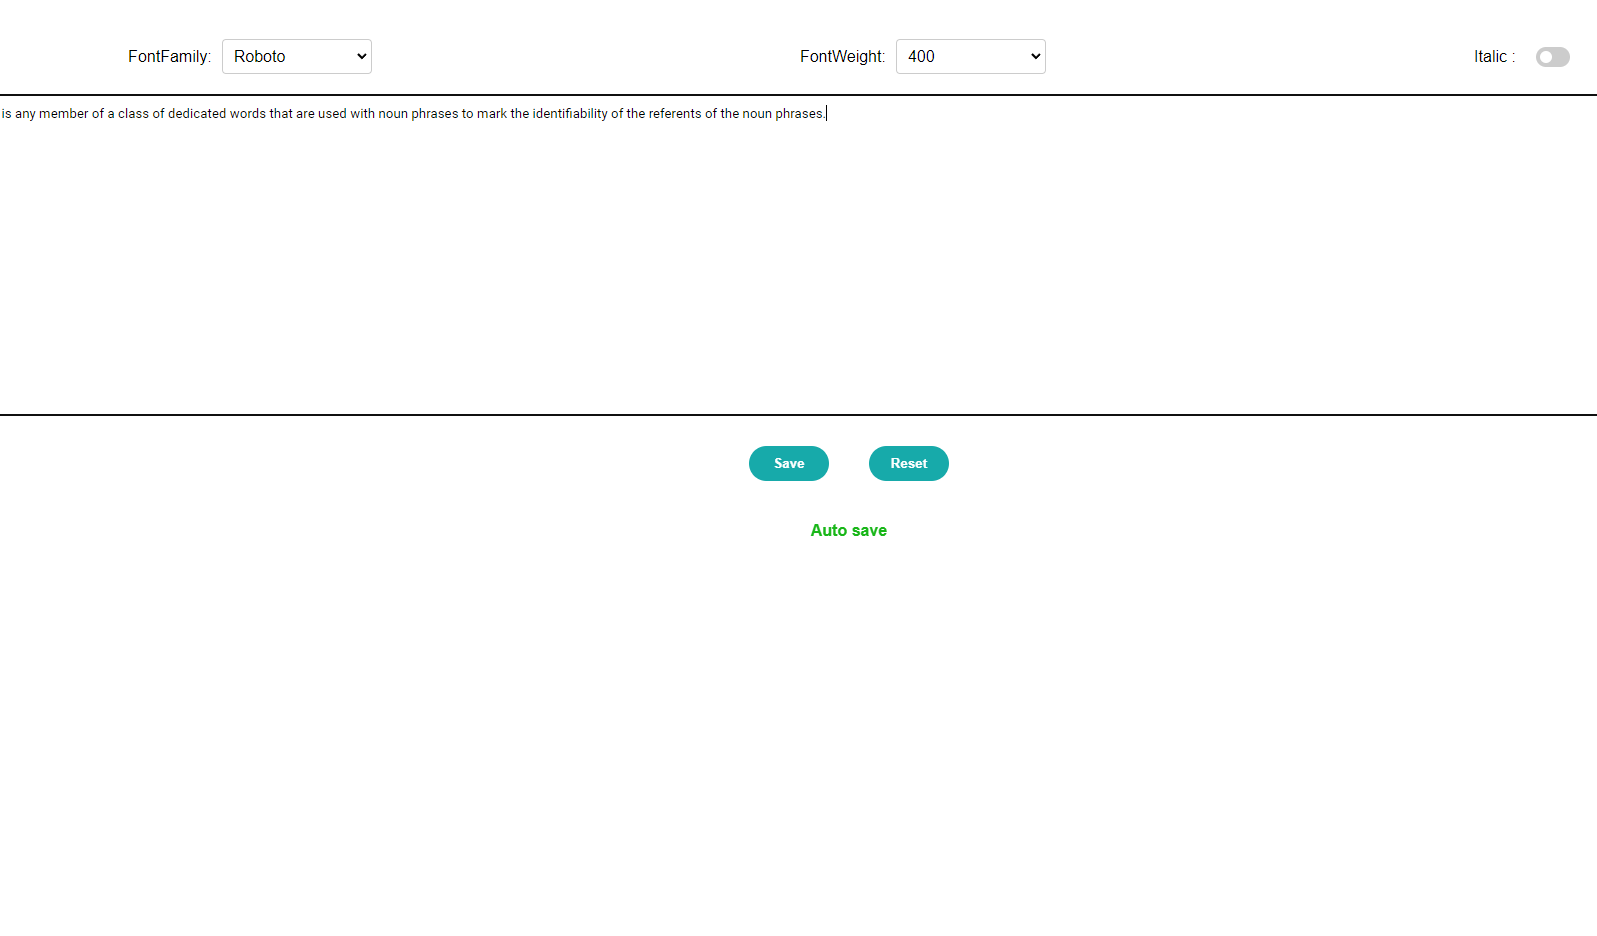 FontFamily: Roboto FontWeight: 400 Italic :
is any member of a class of dedicated words that are used with noun phrases to mark the identifiability of the referents of the noun phrases.
Save Reset
Auto save